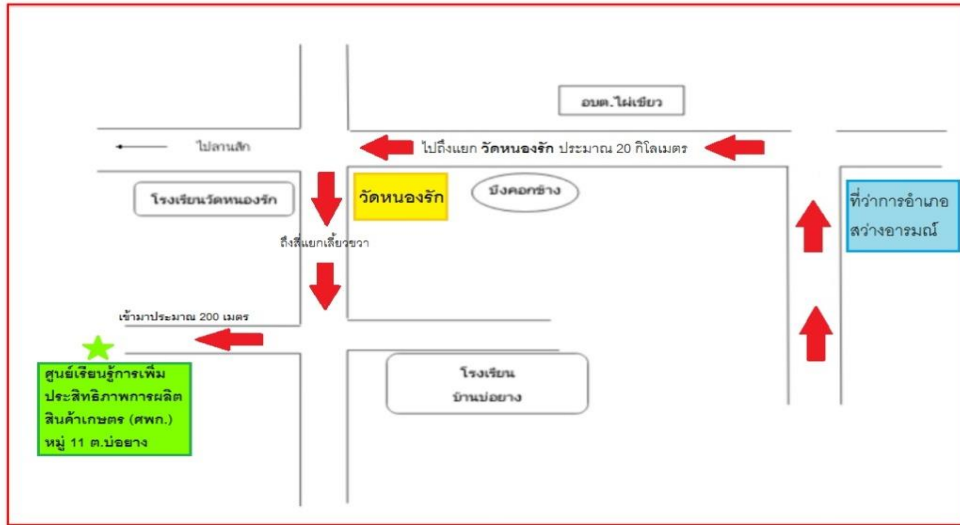 อบต.ไผ่เขียว
ไปลานสัก
ไปถึงแยก วัดหนองรัก ประมาณ 20 กิโลเมตร
โรงเรียนวัดหนองรัก
วัดหนองรัก
บึงคอกช้าง
ที่ว่าการอำเภอ
สว่างอารมณ์
ถึงสี่แยกเลี้ยวขวา
เข้ามาประมาณ 200 เมตร
ศูนย์เรียนรู้การเพิ่ม
ประสิทธิภาพการผลิต
สินค้าเกษตร (ศพก.)
หมู่ 11 ต.บ่อยาง
โรงเรียน
บ้านบ่อยาง